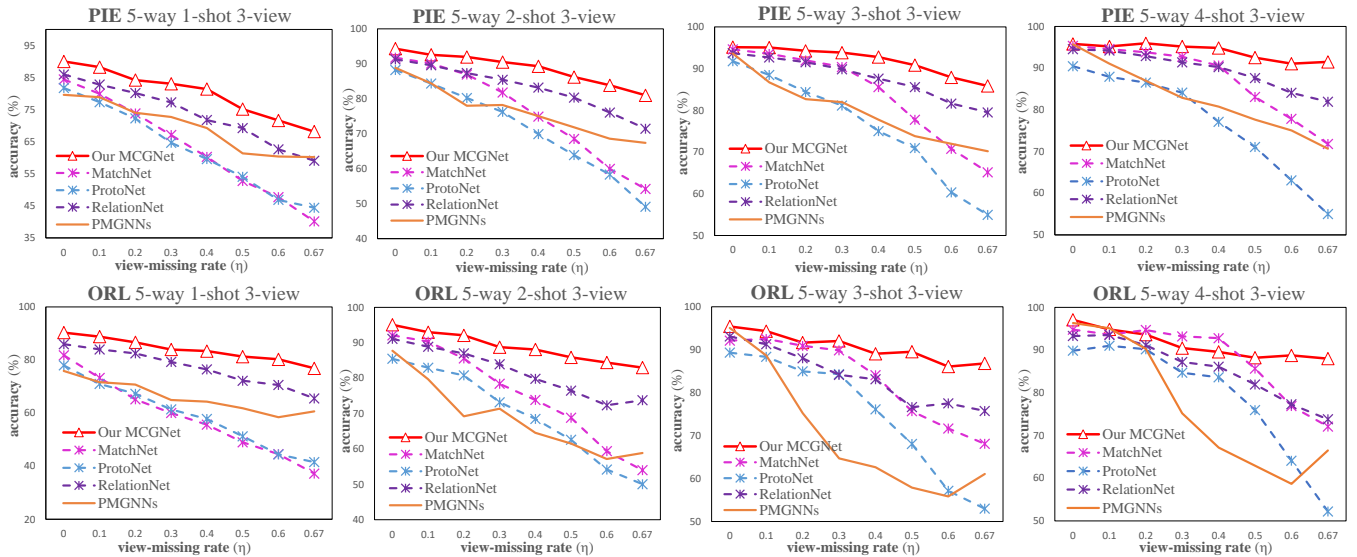 PIE 5-way 1-shot 3-view
accuracy (%)
95
85
75
65
55
45
35
Our MCGNet
MatchNet
ProtoNet
RelationNet
PMGNNs
0 0.1 0.2 0.3 0.4 0.5 0.6 0.67
view-missing rate (η)
PIE 5-way 2-shot 3-view
accuracy (%)
100
90
80
70
60
50
40
Our MCGNet
MatchNet
ProtoNet
RelationNet
PMGNNs
0 0.1 0.2 0.3 0.4 0.5 0.6 0.67
view-missing rate (η)
PIE 5-way 3-shot 3-view
accuracy (%)
100
90
80
70
60
50
Our MCGNet
MatchNet
ProtoNet
RelationNet
PMGNNs
0 0.1 0.2 0.3 0.4 0.5 0.6 0.67
view-missing rate (η)
PIE 5-way 4-shot 3-view
accuracy (%)
100
90
80
70
60
50
Our MCGNet
MatchNet
ProtoNet
RelationNet
PMGNNs
0 0.1 0.2 0.3 0.4 0.5 0.6 0.67
view-missing rate (η)
ORL 5-way 1-shot 3-view
accuracy (%)
100
80
60
40
20
Our MCGNet
MatchNet
ProtoNet
RelationNet
PMGNNs
0 0.1 0.2 0.3 0.4 0.5 0.6 0.67
view-missing rate (η)
ORL 5-way 2-shot 3-view
accuracy (%)
100
90
80
70
60
50
40
Our MCGNet
MatchNet
ProtoNet
RelationNet
PMGNNs
0 0.1 0.2 0.3 0.4 0.5 0.6 0.67
view-missing rate (η)
ORL 5-way 3-shot 3-view
accuracy (%)
100
90
80
70
60
50
Our MCGNet
MatchNet
ProtoNet
RelationNet
PMGNNs
0 0.1 0.2 0.3 0.4 0.5 0.6 0.67
view-missing rate (η)
ORL 5-way 4-shot 3-view
accuracy (%)
100
90
80
70
60
50
Our MCGNet
MatchNet
ProtoNet
RelationNet
PMGNNs
0 0.1 0.2 0.3 0.4 0.5 0.6 0.67
view-missing rate (η)